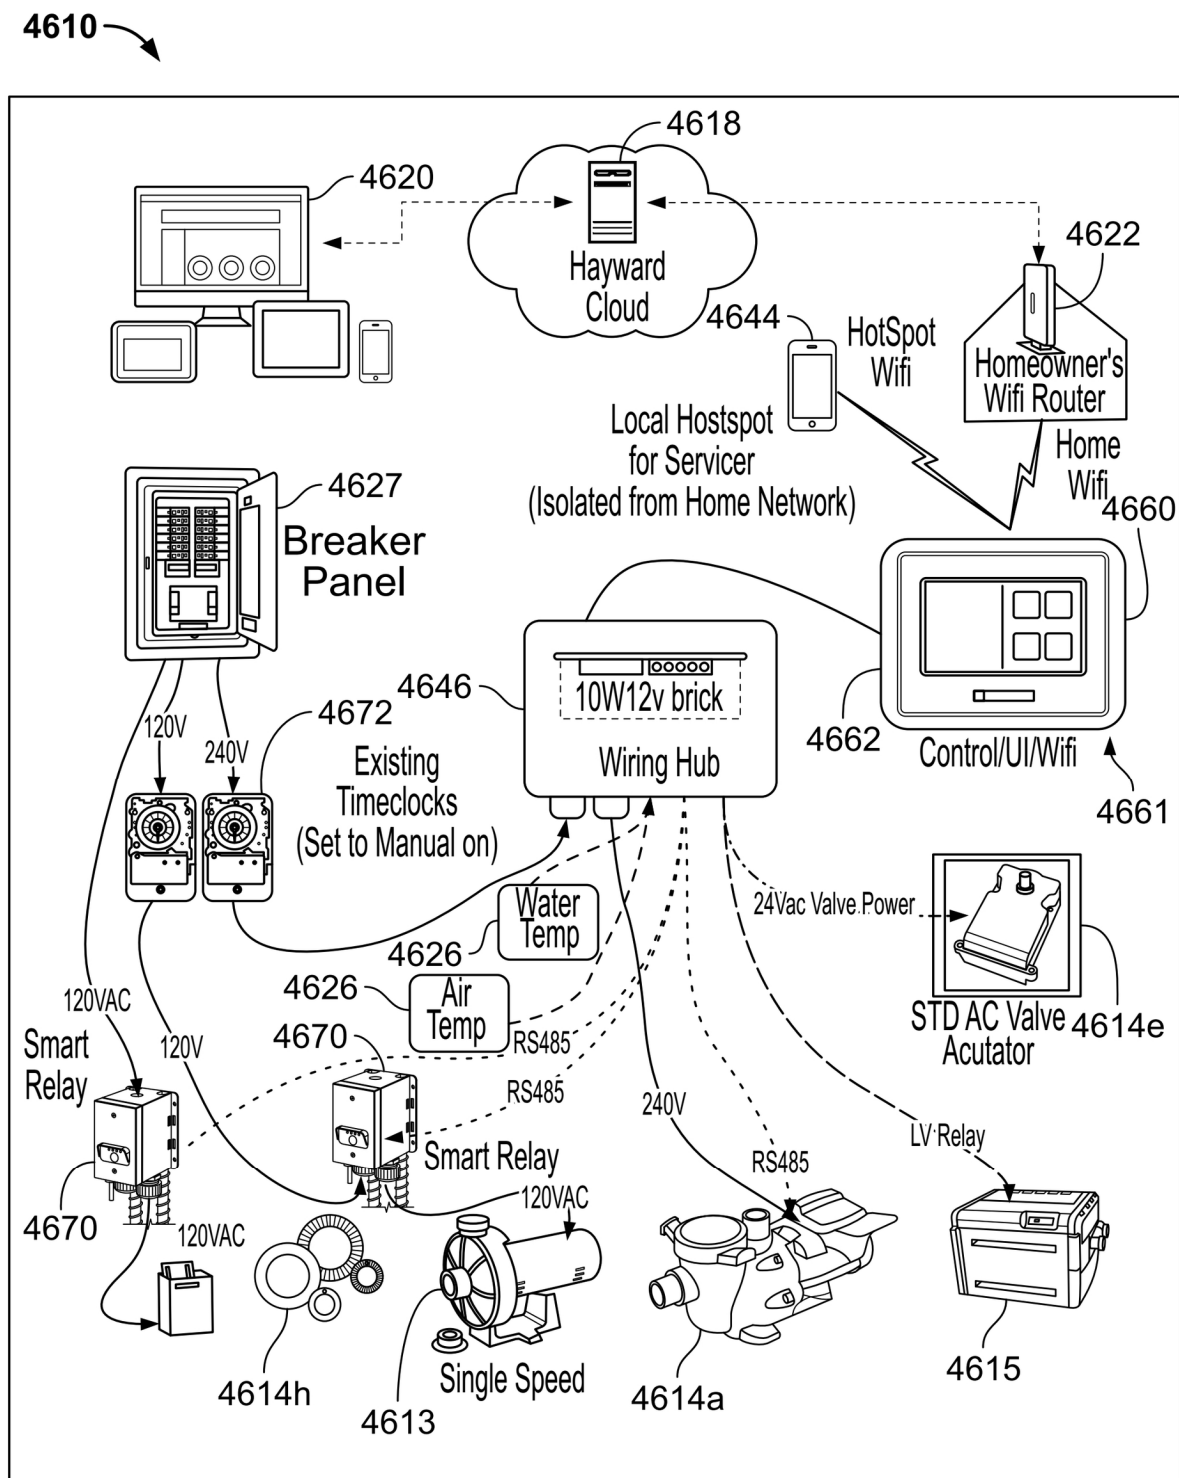 4610
4618
4620
Hayward
Cloud
4622
4644
HotSpot
Wifi
Homeowner's
Wifi Router
Local Hostspot
for Servicer
(Isolated from Home Network)
Home
Wifi
4660
4627
Breaker
Panel
4646
10W12v brick
Wiring Hub
4662
Control/UI/Wifi
4661
120V
240V
4672
Existing
Timeclocks
(Set to Manual on)
Water
Temp
4626
24Vac Valve Power
4626
Air
Temp
STD AC Valve
Acutator
4614e
120VAC
Smart
Relay
120V
4670
RS485
RS485
240V
LV Relay
Smart Relay
RS485
4670
120VAC
120VAC
4614h
4613
Single Speed
4614a
4615